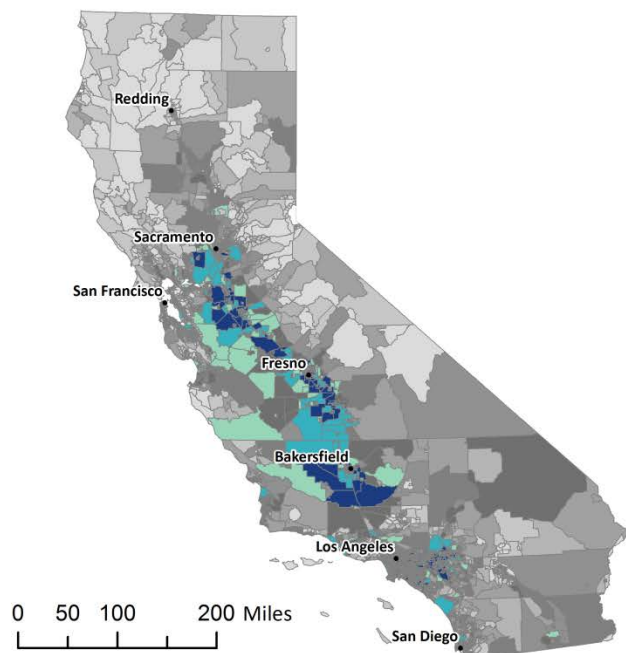 Redding
Sacramento
San Francisco
Fresno
Bakersfield
Los Angeles
San Diego
0 50 100 200 Miles